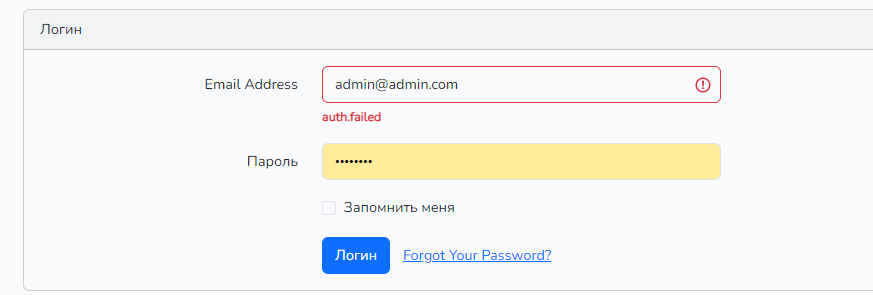 Логин
Email Address
admin@admin.com
auth.failed
Пароль
••••••••
Запомнить меня
Логин Forgot Your Password?